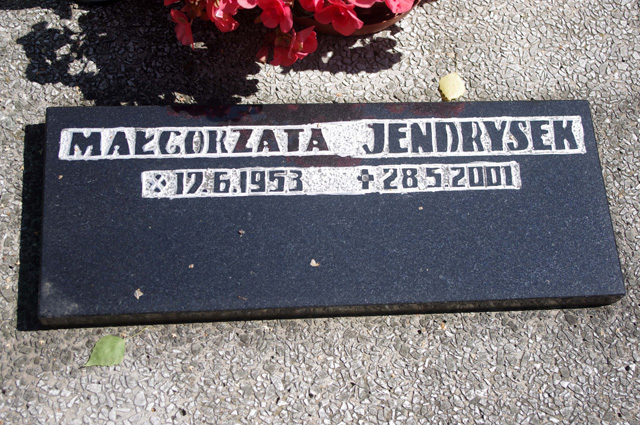 MAŁGORZATA JENDRYSEK
* 17.6.1953 + 28.5.2001